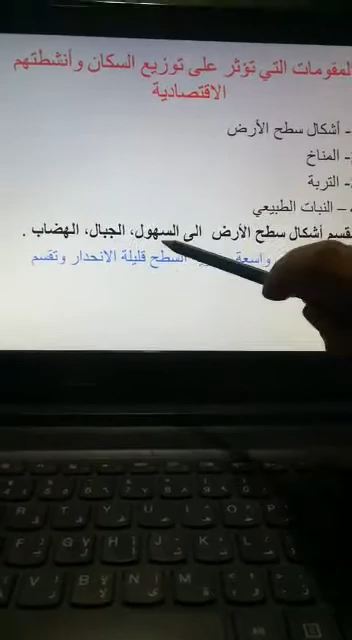 المقومات التي تؤثر على توزيع السكان وأنشطتهم
الاقتصادية
- أشكال سطح الأرض
- المناخ
- التربة
- النبات الطبيعي
تقسم أشكال سطح الأرض الى السهول، الجبال، الهضاب .
واسعة السطح قليلة الانحدار وتقسم
R T Y U I O P
F G H J K L
V B N M